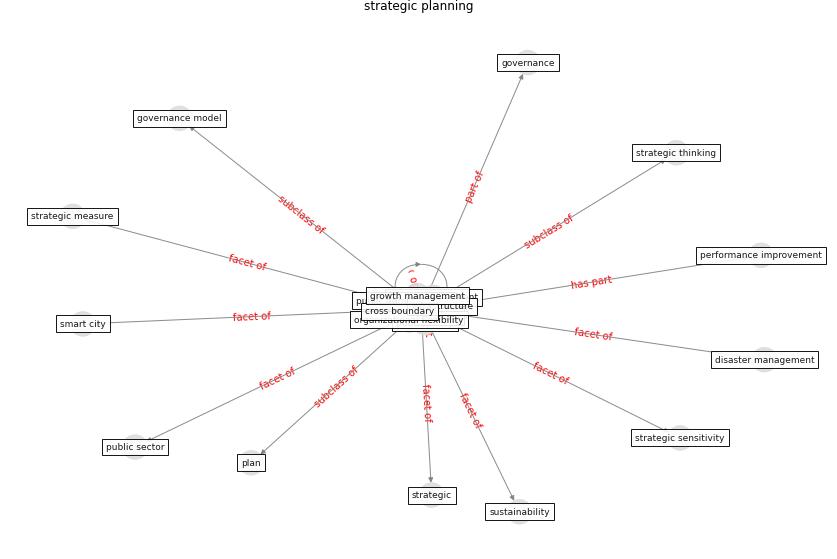 strategic planning
governance
governance model
strategic thinking
part of
subclass of
subclass of
strategic measure
performance improvement
facet of
has part
growth management
cross boundary
organizational flexibility
smart city
facet of
facet of
disaster management
facet of
facet of
subclass of
facet of
facet of
strategic sensitivity
public sector
plan
strategic
sustainability